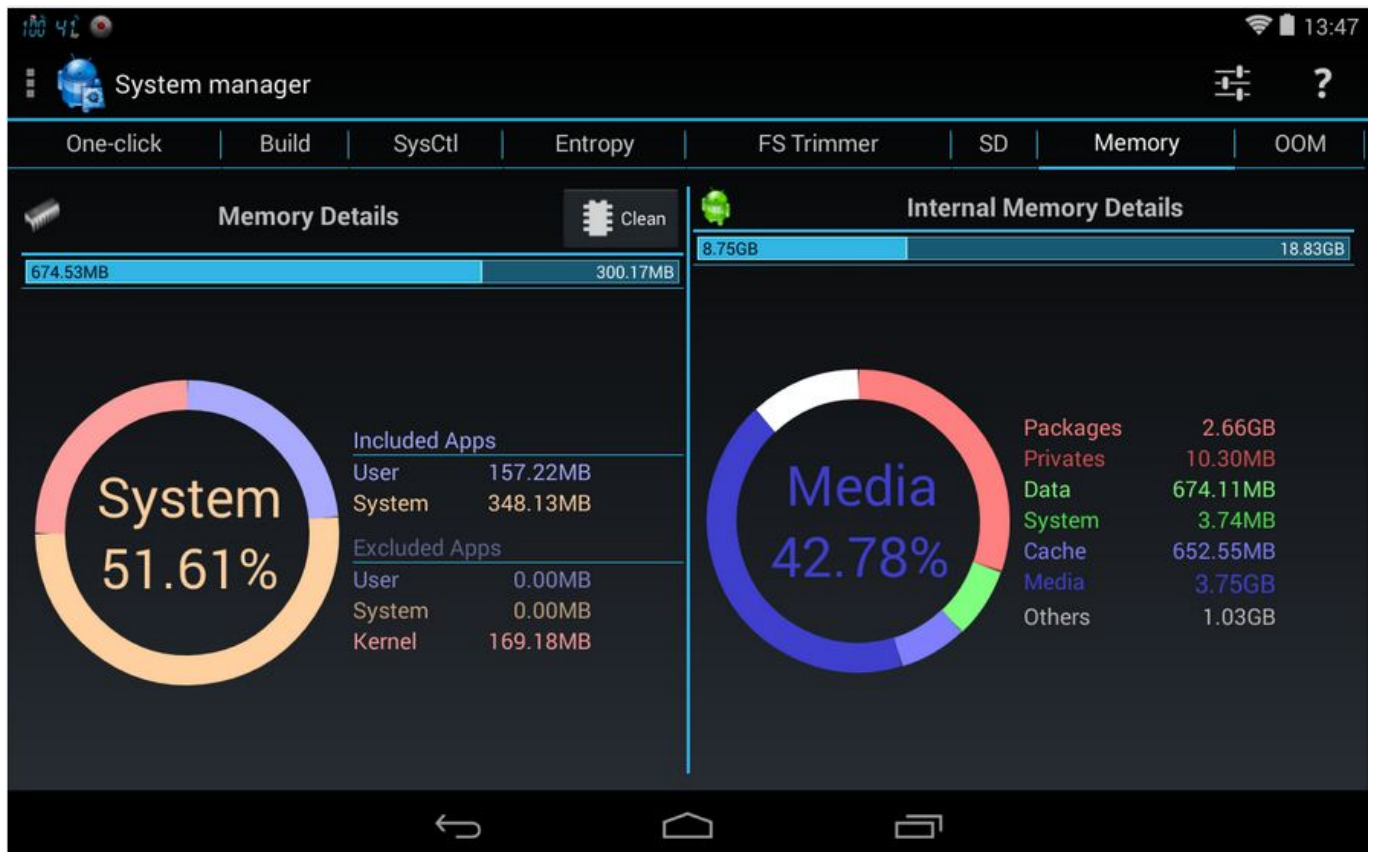 100 41 13:47
System manager ?
One-click Build SysCtl Entropy FS Trimmer SD Memory OOM
Memory Details Clean
674.53MB 300.17MB
System
51.61%
Included Apps
User 157.22MB
System 348.13MB
Excluded Apps
User 0.00MB
System 0.00MB
Kernel 169.18MB
Internal Memory Details
8.75GB 18.83GB
Media
42.78%
Packages 2.66GB
Privates 10.30MB
Data 674.11MB
System 3.74MB
Cache 652.55MB
Media 3.75GB
Others 1.03GB